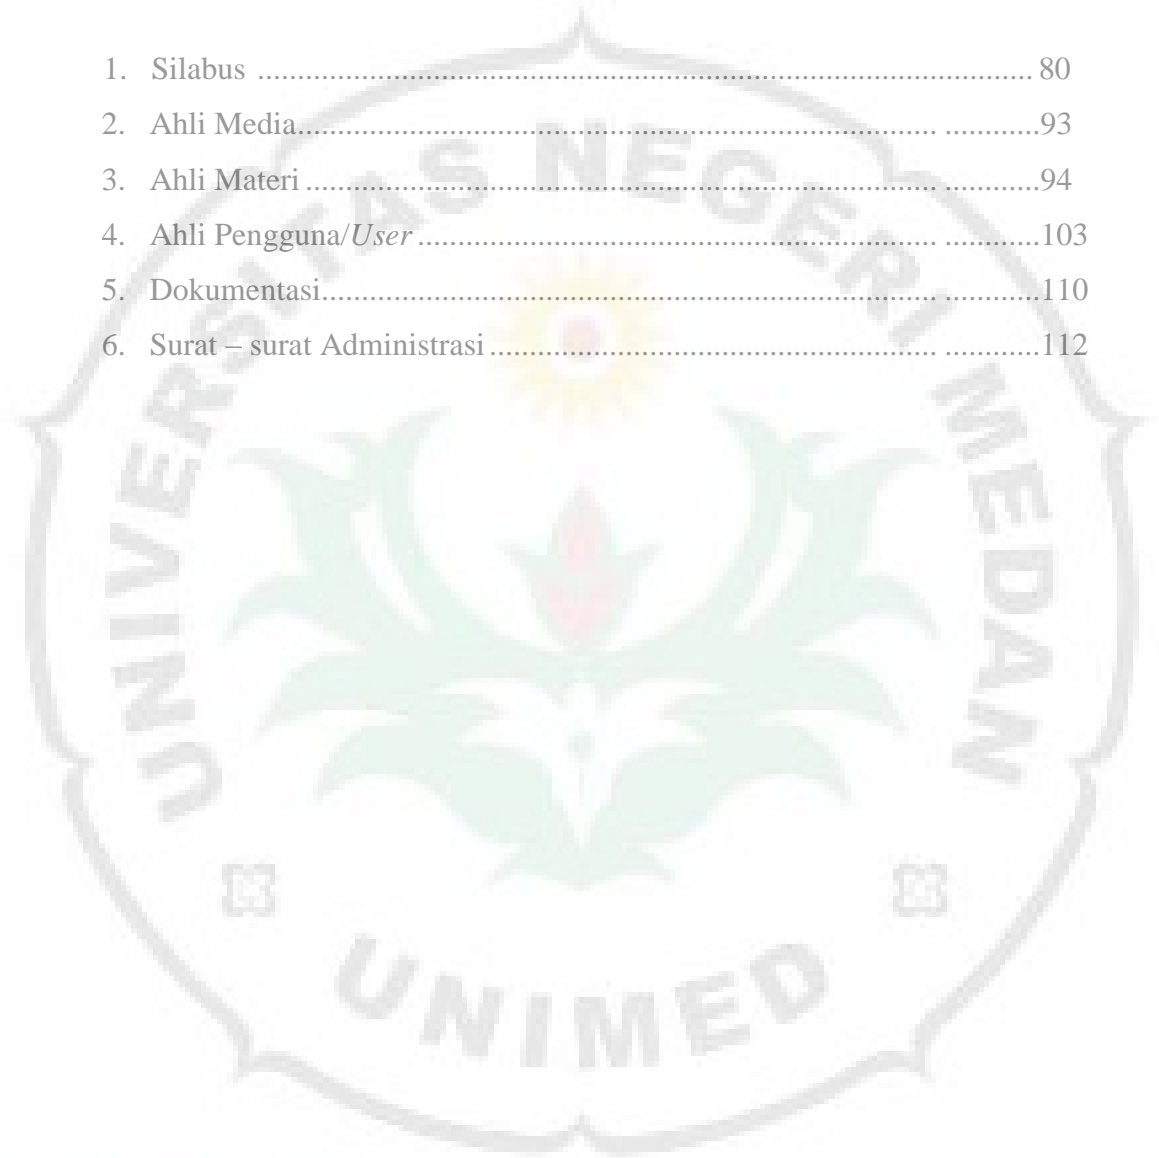 1. Silabus ................................................................................................. 80
2. Ahli Media................................................................................ ............93
3. Ahli Materi ............................................................................... ............94
4. Ahli Pengguna/User ................................................................. ............103
5. Dokumentasi............................................................................. ............110
6. Surat – surat Administrasi ........................................................ ............112
UNIVERSITAS NEGERI MEDAN
UNIMED